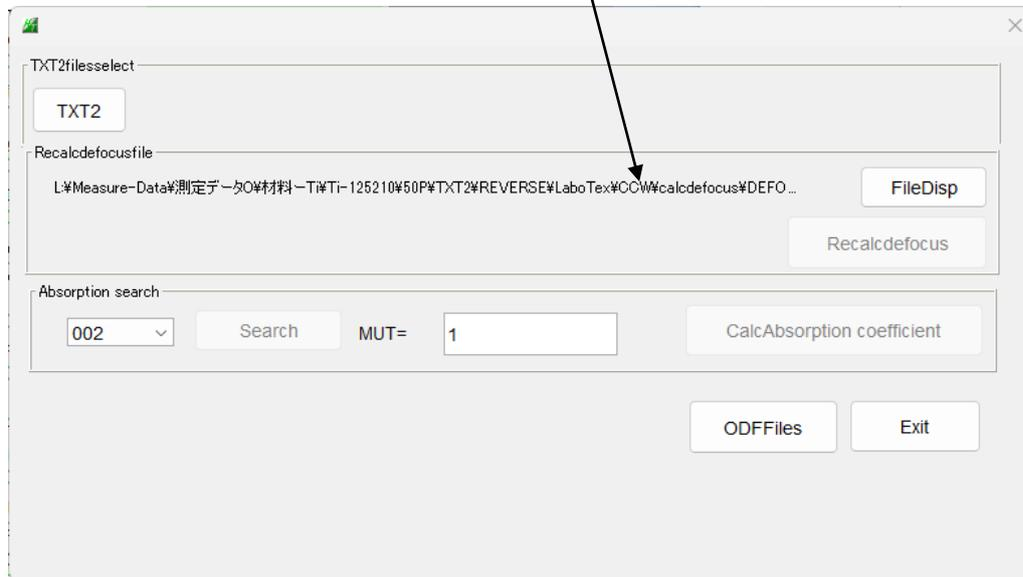 TXT2filesselect
TXT2
Recalcdefocusfile
L:¥Measure-Data¥測定データO¥材料ーTi¥Ti-125210¥50P¥TXT2¥REVERSE¥LaboTex¥CCW¥calcdefocus¥DEFO...
FileDisp
Recalcdefocus
Absorption search
002
Search
MUT=
1
CalcAbsorption coefficient
ODFFiles
Exit